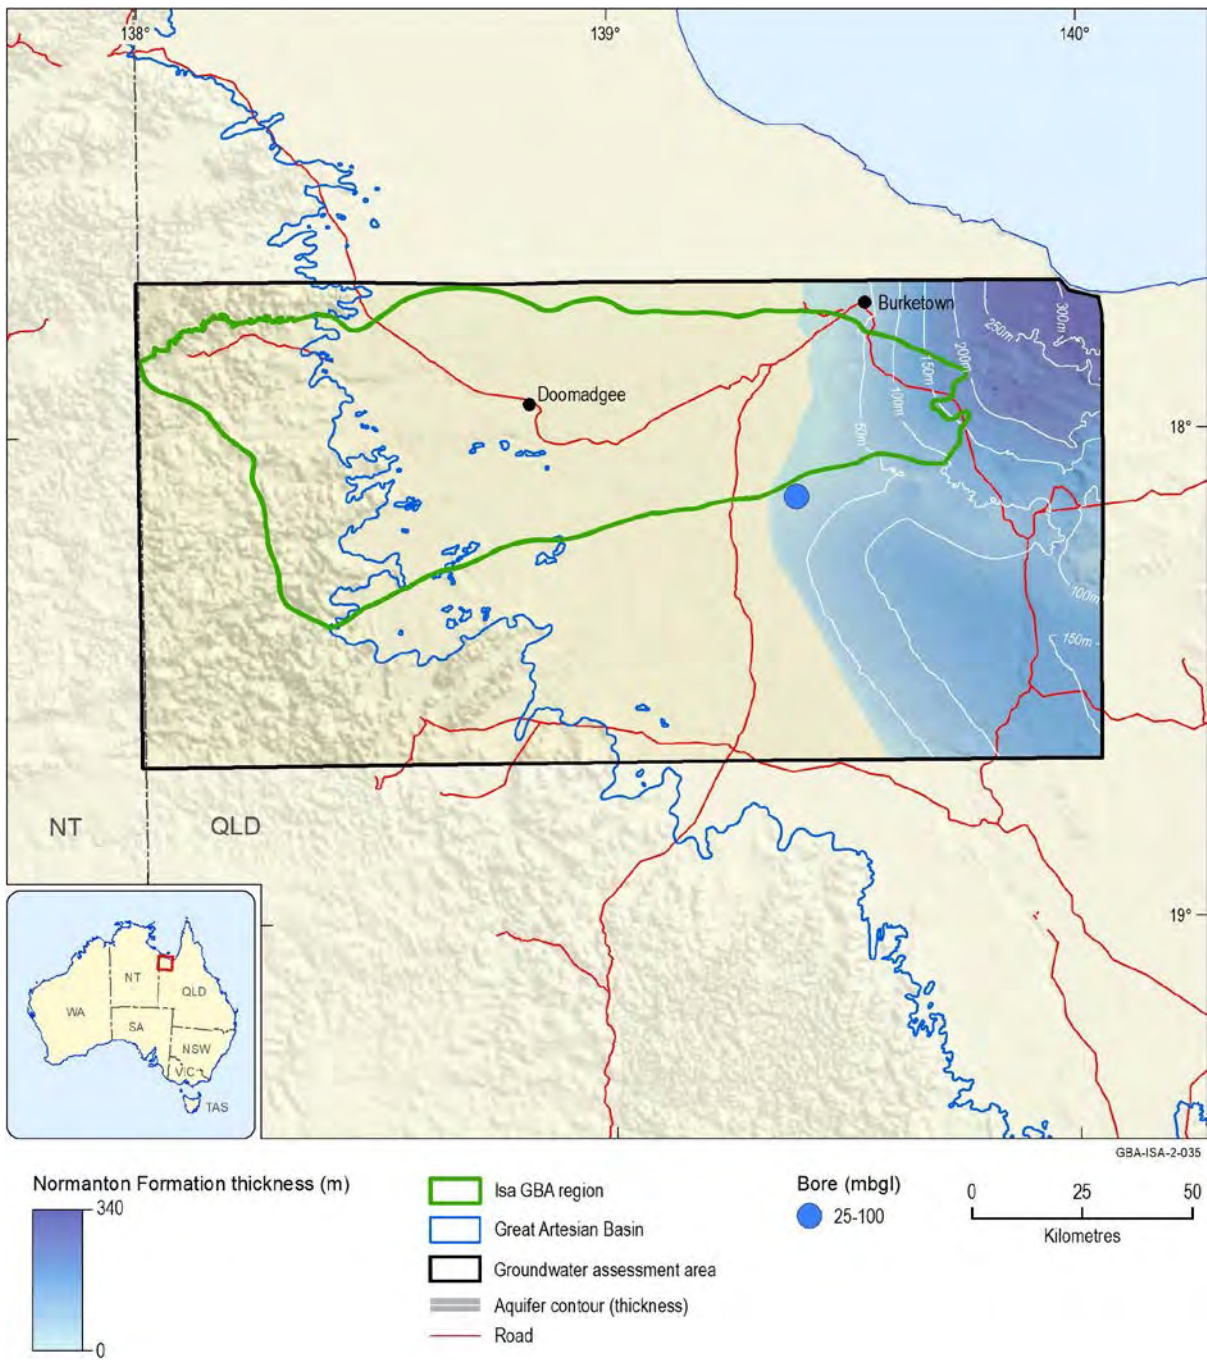 138°
139°
140°
Burketown
300m
250m
200m
150m
100m
50m
Doomadgee
18°
100m
150m
NT
QLD
19°
NT
QLD
WA
SA
NSW
VIC
TAS
GBA-ISA-2-035
Normanton Formation thickness (m)
340
0
Isa GBA region
Great Artesian Basin
Groundwater assessment area
Aquifer contour (thickness)
Road
Bore (mbgl)
25-100
0 25 50
Kilometres